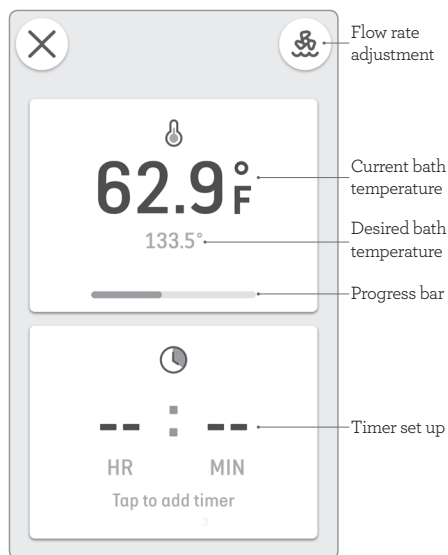 Flow rate
adjustment
62.9°F
Current bath
temperature
133.5°
Desired bath
temperature
Progress bar
-- : --
Timer set up
HR MIN
Tap to add timer